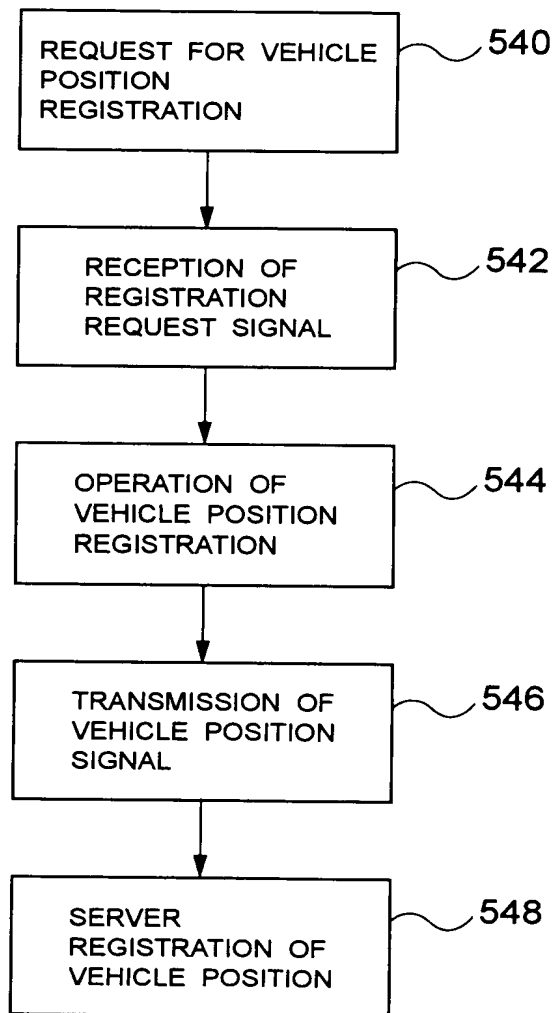 REQUEST FOR VEHICLE
POSITION
REGISTRATION
540
RECEPTION OF
REGISTRATION
REQUEST SIGNAL
542
OPERATION OF
VEHICLE POSITION
REGISTRATION
544
TRANSMISSION OF
VEHICLE POSITION
SIGNAL
546
SERVER
REGISTRATION OF
VEHICLE POSITION
548